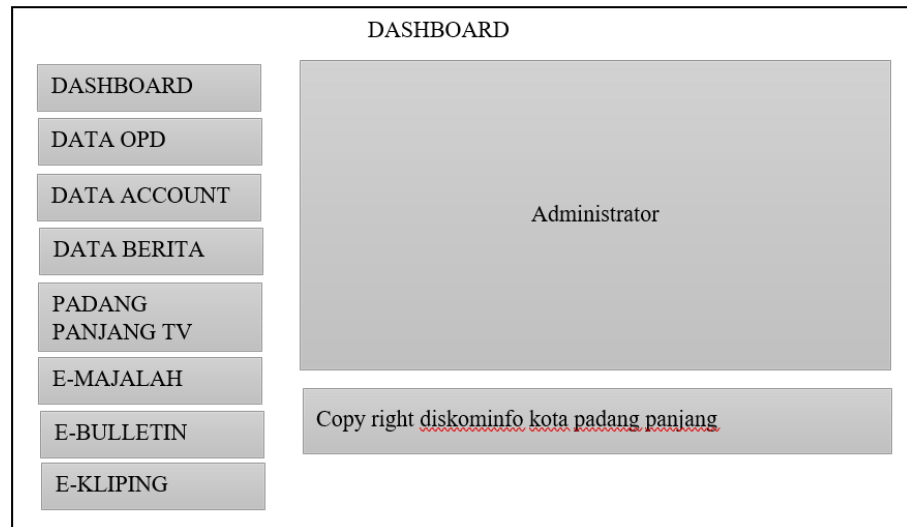 DASHBOARD
DASHBOARD
DATA OPD
DATA ACCOUNT
DATA BERITA
PADANG
PANJANG TV
E-MAJALAH
E-BULLETIN
E-KLIPING
Administrator
Copy right diskominfo kota padang panjang